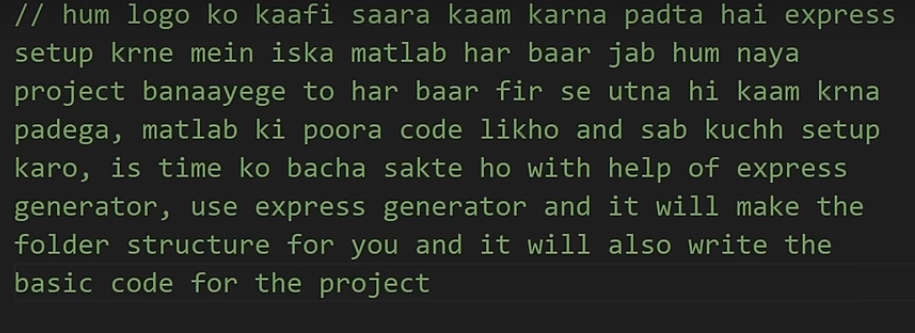 // hum logo ko kaafi saara kaam karna padta hai express
setup krne mein iska matlab har baar jab hum naya
project banaayege to har baar fir se utna hi kaam krna
padega, matlab ki poora code likho and sab kuchh setup
karo, is time ko bacha sakte ho with help of express
generator, use express generator and it will make the
folder structure for you and it will also write the
basic code for the project